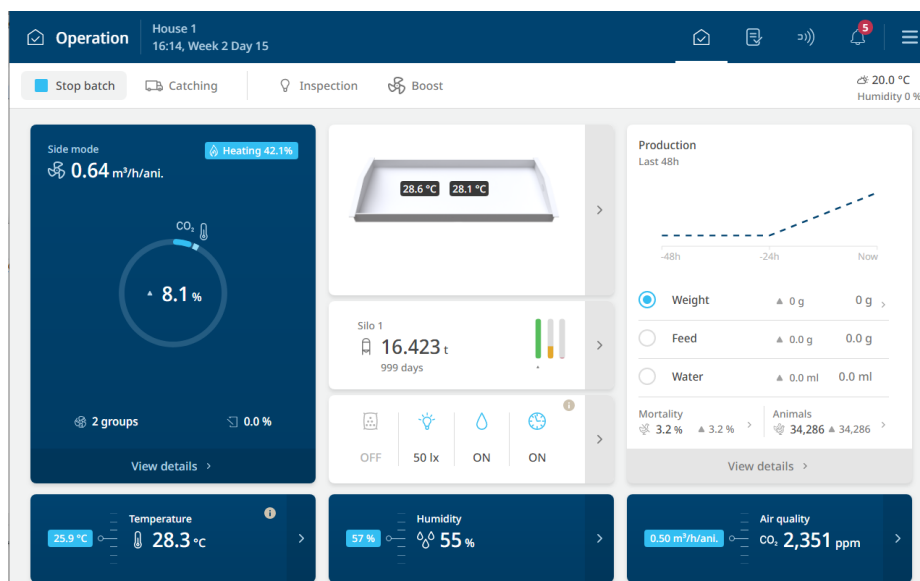 Operation
House 1
16:14, Week 2 Day 15
5
Stop batch
Catching
Inspection
Boost
20.0 °C
Humidity 0 %
Side mode
0.64 m³/h/ani.
Heating 42.1%
CO₂
8.1 %
2 groups
0.0 %
View details
28.6 °C
28.1 °C
Silo 1
16.423 t
999 days
OFF
50 lx
ON
ON
Production
Last 48h
-48h
-24h
Now
Weight ▲ 0 g 0 g
Feed ▲ 0.0 g 0.0 g
Water ▲ 0.0 ml 0.0 ml
Mortality
3.2 % ▲ 3.2 %
Animals
34,286 ▲ 34,286
View details
Temperature
25.9 °C
28.3 °C
Humidity
57 %
55 %
Air quality
0.50 m³/h/ani.
CO₂ 2,351 ppm